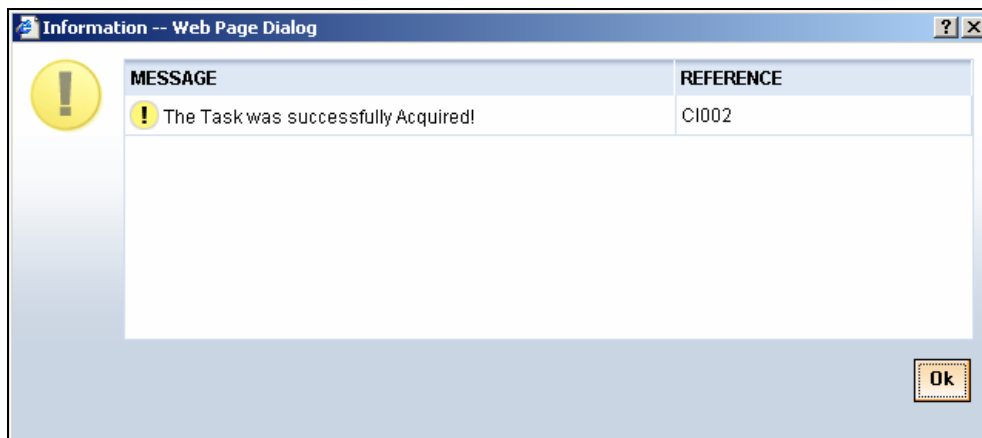 Information -- Web Page Dialog
MESSAGE REFERENCE
The Task was successfully Acquired! CI002
Ok